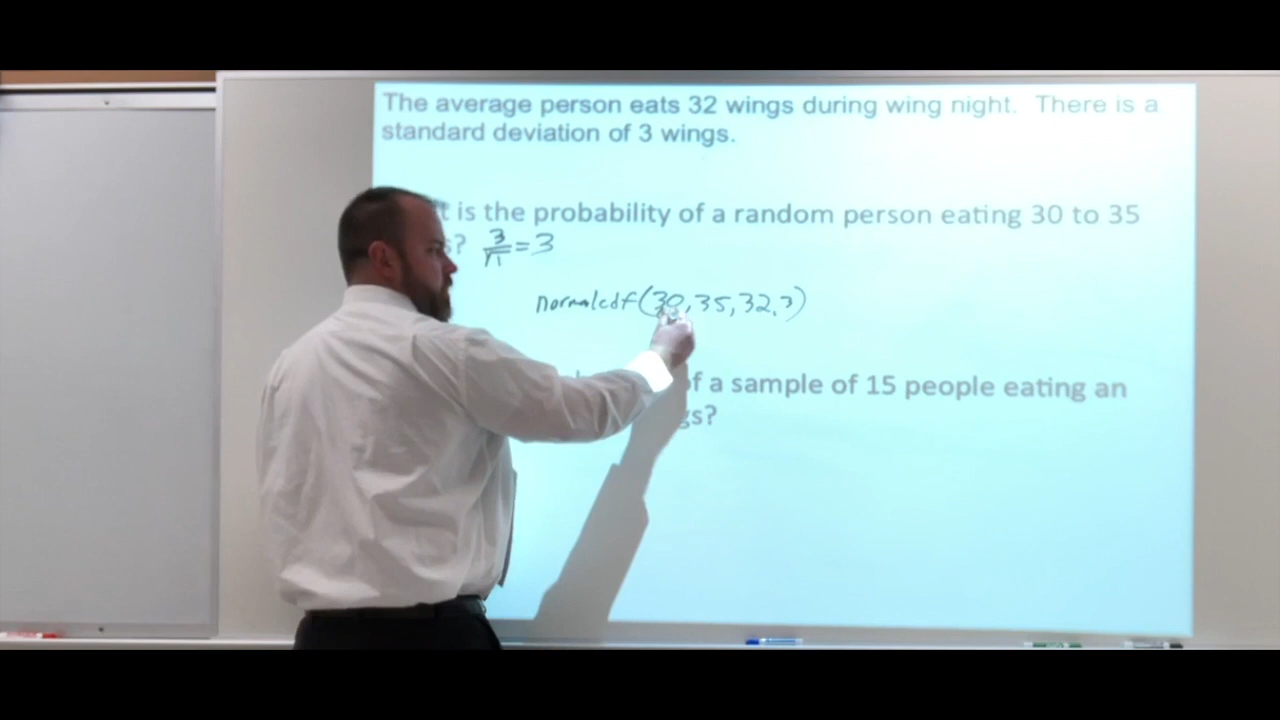 The average person eats 32 wings during wing night. There is a
standard deviation of 3 wings.
is the probability of a random person eating 30 to 35
? 3/√1 = 3
normalcdf(30,35,32,3)
of a sample of 15 people eating an
?